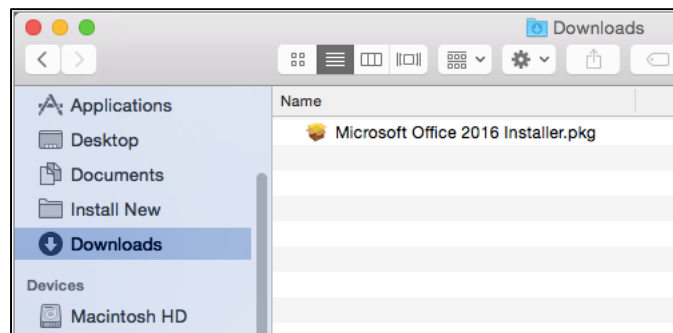 Downloads
Applications
Desktop
Documents
Install New
Downloads
Devices
Macintosh HD
Name
Microsoft Office 2016 Installer.pkg